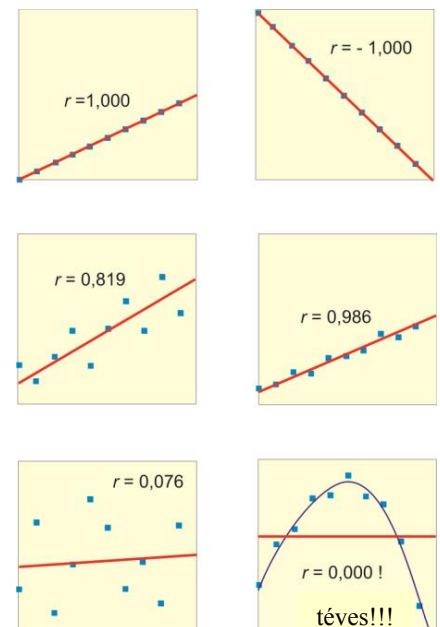 r =1,000
r = - 1,000
r = 0,819
r = 0,986
r = 0,076
r = 0,000 !
téves!!!